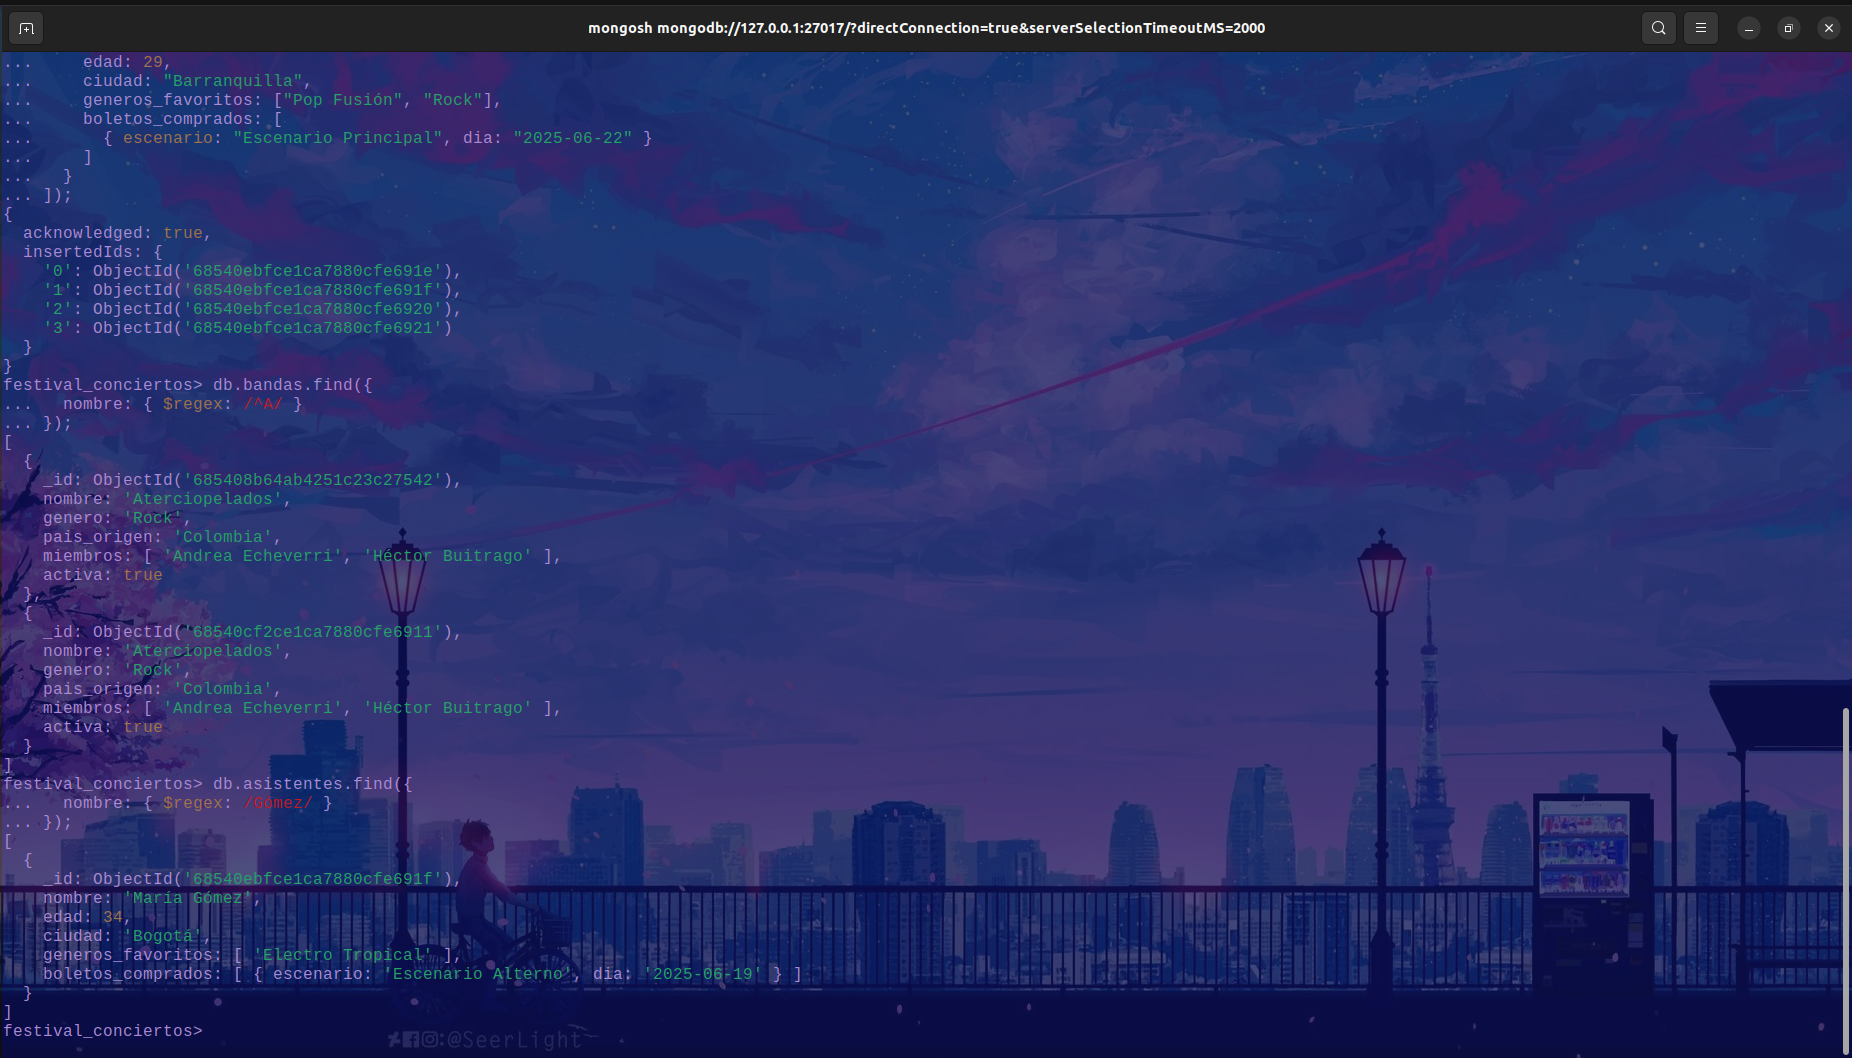 mongosh mongodb://127.0.0.1:27017/?directConnection=true&serverSelectionTimeoutMS=2000
...     edad: 29,
...     ciudad: "Barranquilla",
...     generos_favoritos: ["Pop Fusión", "Rock"],
...     boletos_comprados: [
...       { escenario: "Escenario Principal", dia: "2025-06-22" }
...     ]
...   }
... ]);
{
  acknowledged: true,
  insertedIds: {
    '0': ObjectId('68540ebfce1ca7880cfe691e'),
    '1': ObjectId('68540ebfce1ca7880cfe691f'),
    '2': ObjectId('68540ebfce1ca7880cfe6920'),
    '3': ObjectId('68540ebfce1ca7880cfe6921')
  }
}
festival_conciertos> db.bandas.find({
...   nombre: { $regex: /^A/ }
... });
[
  {
    _id: ObjectId('685408b64ab4251c23c27542'),
    nombre: 'Aterciopelados',
    genero: 'Rock',
    pais_origen: 'Colombia',
    miembros: [ 'Andrea Echeverri', 'Héctor Buitrago' ],
    activa: true
  },
  {
    _id: ObjectId('68540cf2ce1ca7880cfe6911'),
    nombre: 'Aterciopelados',
    genero: 'Rock',
    pais_origen: 'Colombia',
    miembros: [ 'Andrea Echeverri', 'Héctor Buitrago' ],
    activa: true
  }
]
festival_conciertos> db.asistentes.find({
...   nombre: { $regex: /Gómez/ }
... });
[
  {
    _id: ObjectId('68540ebfce1ca7880cfe691f'),
    nombre: 'María Gómez',
    edad: 34,
    ciudad: 'Bogotá',
    generos_favoritos: [ 'Electro Tropical' ],
    boletos_comprados: [ { escenario: 'Escenario Alterno', dia: '2025-06-19' } ]
  }
]
festival_conciertos>
:@SeerLight